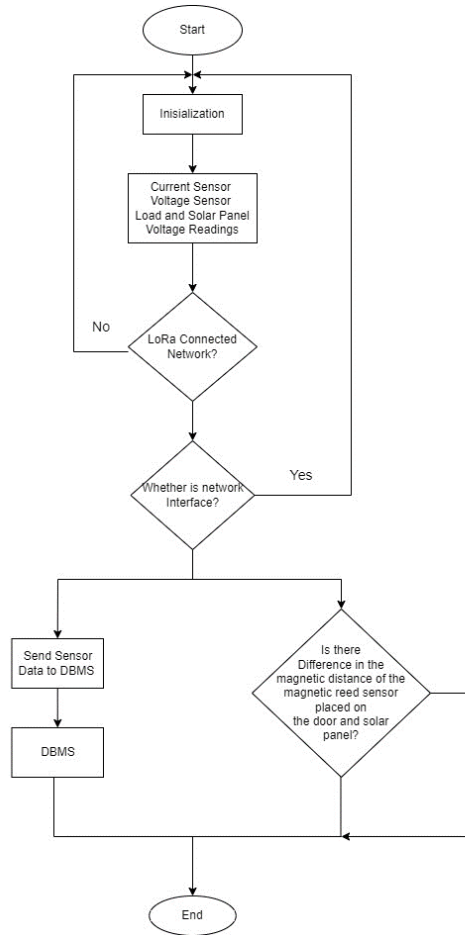 Start
Inisialization
Current Sensor
Voltage Sensor
Load and Solar Panel
Voltage Readings
No
LoRa Connected
Network?
Whether is network
Interface?
Yes
Send Sensor
Data to DBMS
DBMS
Is there
Difference in the
magnetic distance of the
magnetic reed sensor
placed on
the door and solar
panel?
End